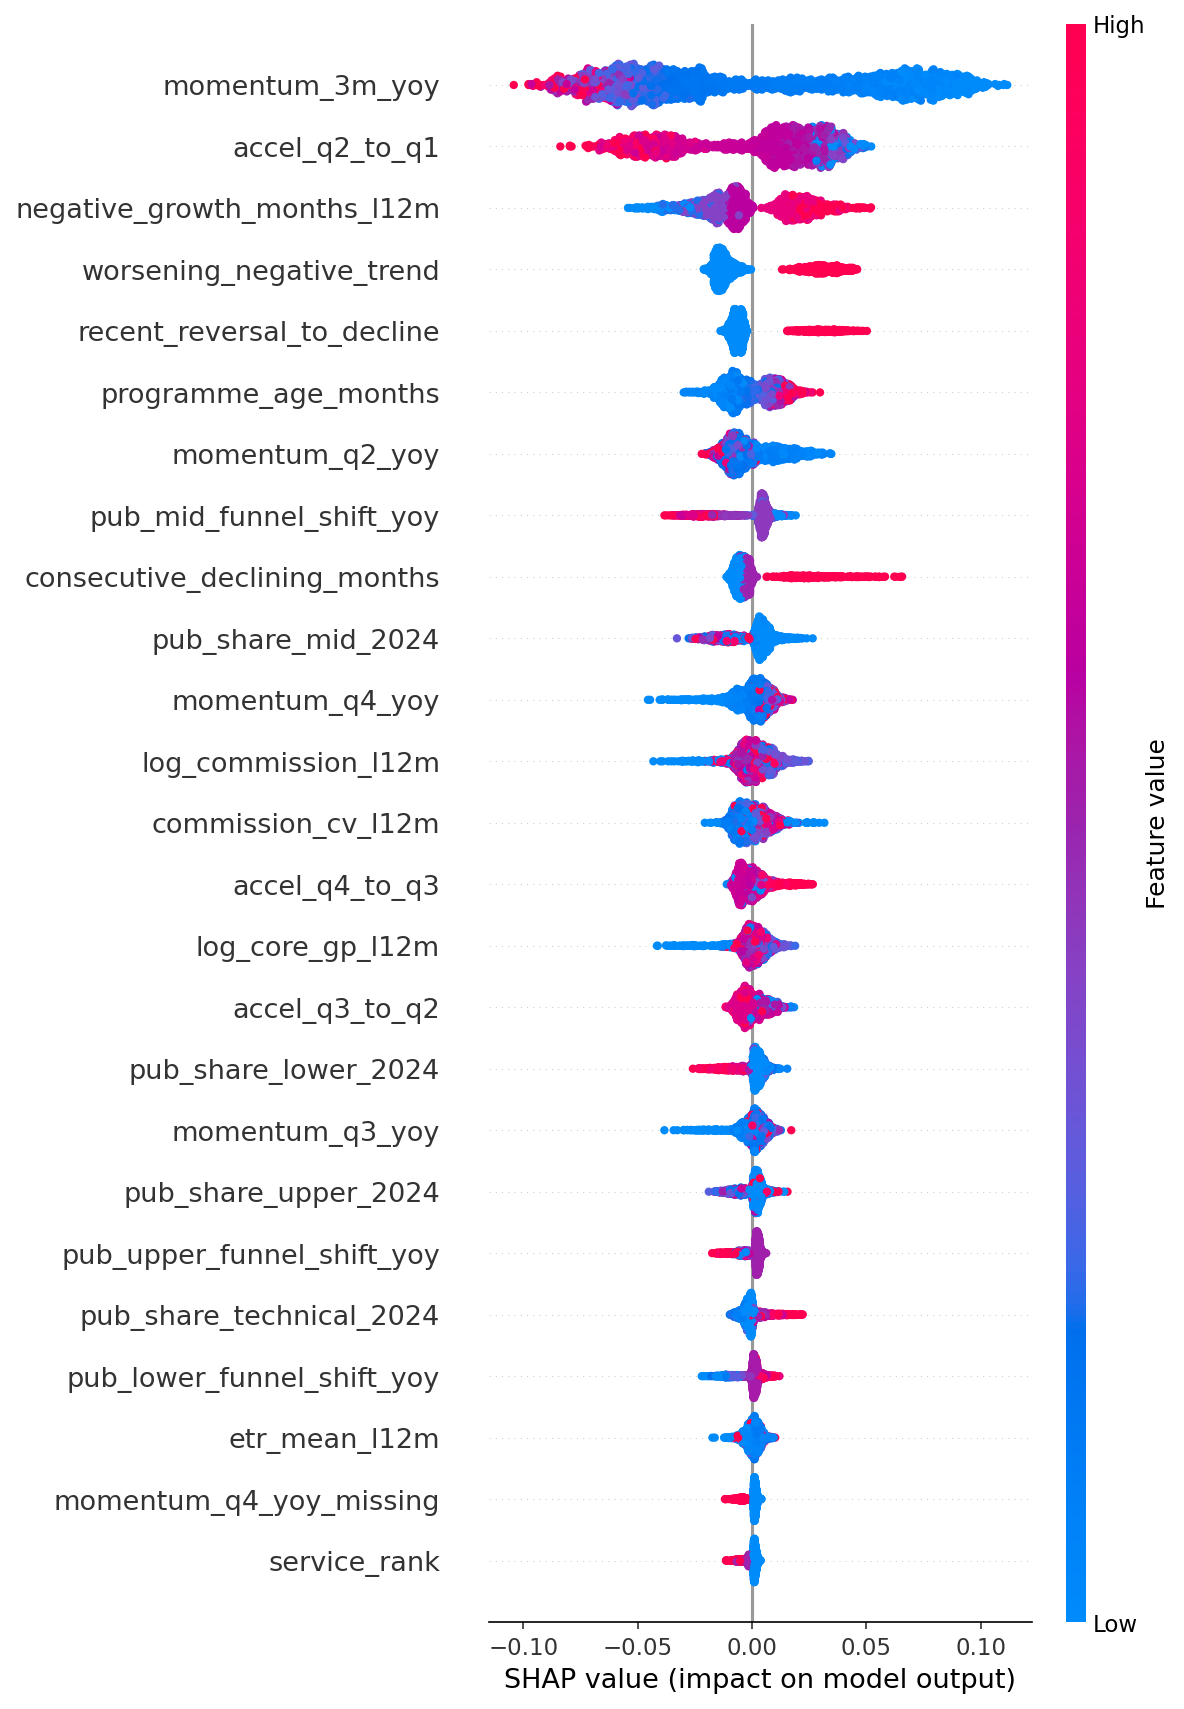 High
momentum_3m_yoy
accel_q2_to_q1
negative_growth_months_l12m
worsening_negative_trend
recent_reversal_to_decline
programme_age_months
momentum_q2_yoy
pub_mid_funnel_shift_yoy
consecutive_declining_months
pub_share_mid_2024
momentum_q4_yoy
log_commission_l12m
commission_cv_l12m
accel_q4_to_q3
log_core_gp_l12m
accel_q3_to_q2
pub_share_lower_2024
momentum_q3_yoy
pub_share_upper_2024
pub_upper_funnel_shift_yoy
pub_share_technical_2024
pub_lower_funnel_shift_yoy
etr_mean_l12m
momentum_q4_yoy_missing
service_rank
Feature value
Low
−0.10 −0.05 0.00 0.05 0.10
SHAP value (impact on model output)